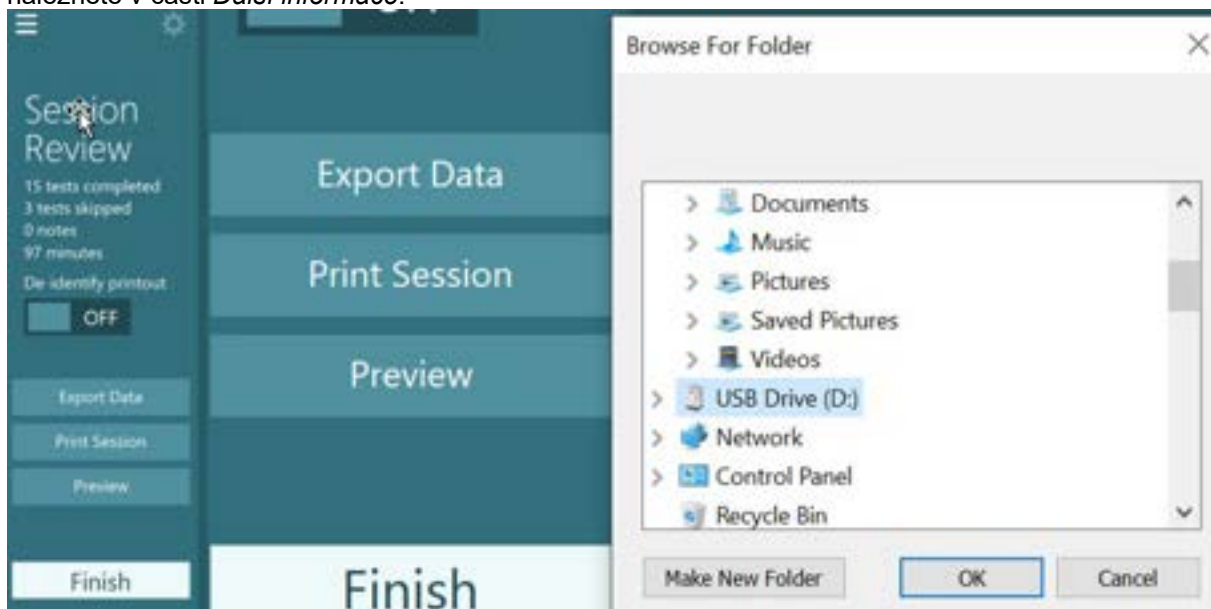 Session
Review
15 tests completed
3 tests skipped
0 notes
97 minutes
De identify printout
OFF
Export Data
Print Session
Preview
Finish
Export Data
Print Session
Preview
Finish
Browse For Folder
Documents
Music
Pictures
Saved Pictures
Videos
USB Drive (D:)
Network
Control Panel
Recycle Bin
Make New Folder
OK
Cancel